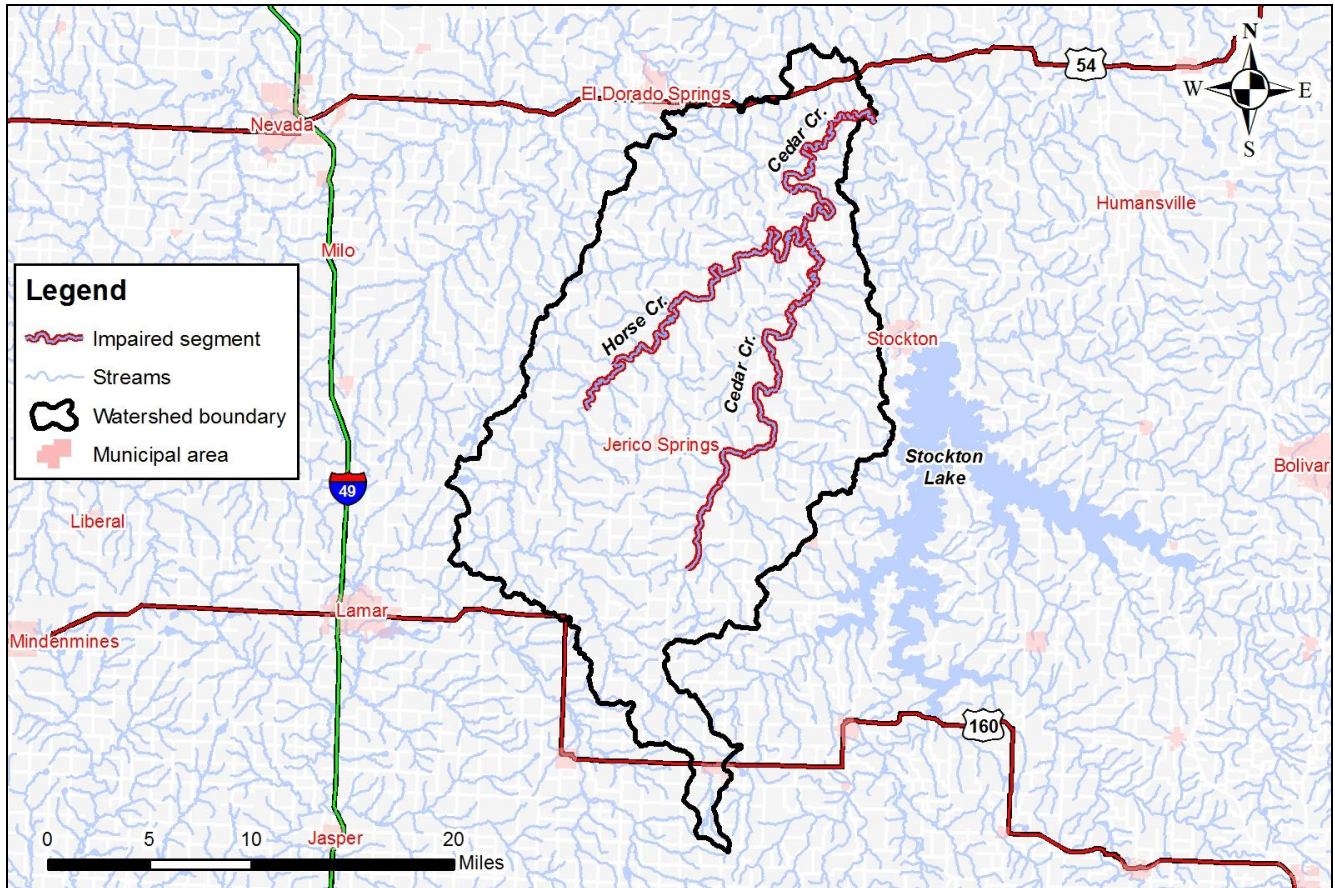 N
W
E
S
54
El Dorado Springs
Nevada
Cedar Cr.
Humansville
Milo
Legend
Impaired segment
Streams
Watershed boundary
Municipal area
Horse Cr.
Cedar Cr.
Stockton
Jerico Springs
Stockton
Lake
Bolivar
49
Liberal
Lamar
Mindenmines
160
Jasper
0 5 10 20
Miles